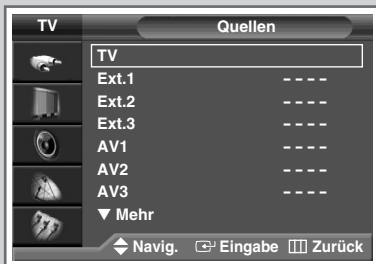 TV Quellen
TV
Ext.1 - - - -
Ext.2 - - - -
Ext.3 - - - -
AV1 - - - -
AV2 - - - -
AV3 - - - -
▼ Mehr
Navig. Eingabe Zurück